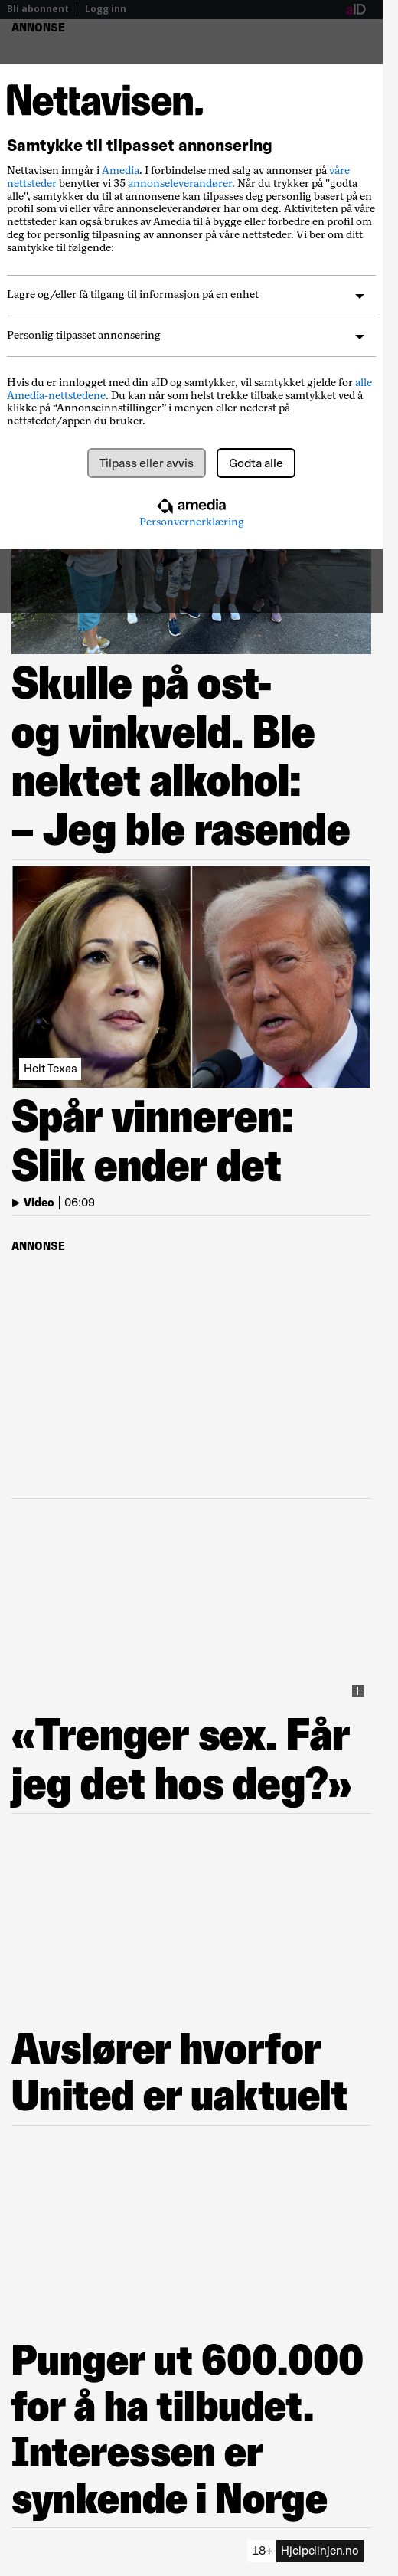 Bli abonnent | Logg inn
aID
ANNONSE
Nettavisen.
Samtykke til tilpasset annonsering
Nettavisen inngår i Amedia. I forbindelse med salg av annonser på våre
nettsteder benytter vi 35 annonseleverandører. Når du trykker på "godta
alle", samtykker du til at annonsene kan tilpasses deg personlig basert på en
profil som vi eller våre annonseleverandører har om deg. Aktiviteten på våre
nettsteder kan også brukes av Amedia til å bygge eller forbedre en profil om
deg for personlig tilpasning av annonser på våre nettsteder. Vi ber om ditt
samtykke til følgende:
Lagre og/eller få tilgang til informasjon på en enhet
Personlig tilpasset annonsering
Hvis du er innlogget med din aID og samtykker, vil samtykket gjelde for alle
Amedia-nettstedene. Du kan når som helst trekke tilbake samtykket ved å
klikke på “Annonseinnstillinger” i menyen eller nederst på
nettstedet/appen du bruker.
Tilpass eller avvis
Godta alle
amedia
Personvernerklæring
Skulle på ost-
og vinkveld. Ble
nektet alkohol:
– Jeg ble rasende
Helt Texas
Spår vinneren:
Slik ender det
Video | 06:09
ANNONSE
«Trenger sex. Får
jeg det hos deg?»
Avslører hvorfor
United er uaktuelt
Punger ut 600.000
for å ha tilbudet.
Interessen er
synkende i Norge
18+ Hjelpelinjen.no